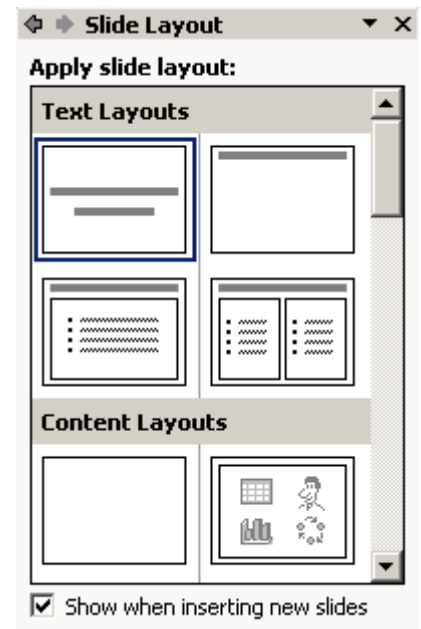 Slide Layout
Apply slide layout:
Text Layouts
Content Layouts
Show when inserting new slides